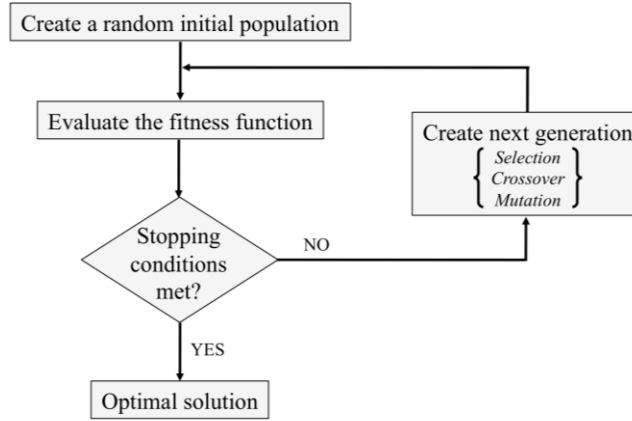 Create a random initial population
Evaluate the fitness function
Create next generation
Selection
Crossover
Mutation
Stopping
conditions
met?
NO
YES
Optimal solution